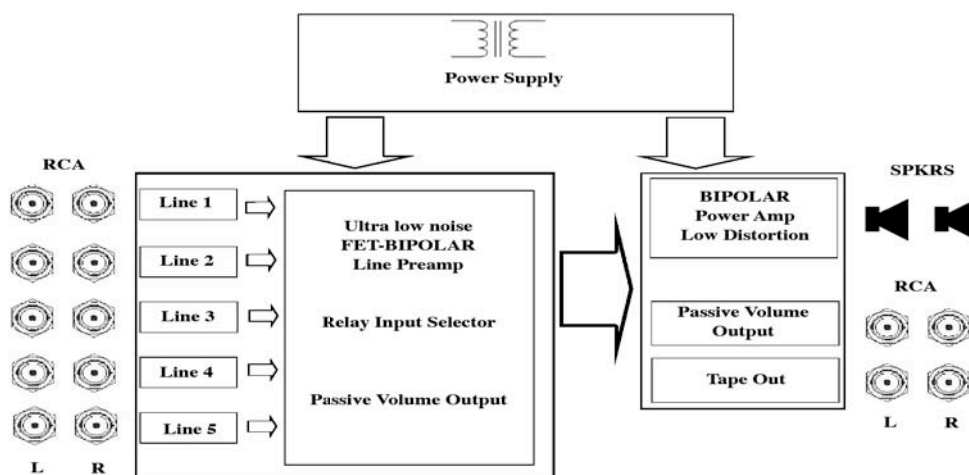 Power Supply
RCA
Line 1
Line 2
Line 3
Line 4
Line 5
L
R
Ultra low noise
FET-BIPOLAR
Line Preamp
Relay Input Selector
Passive Volume Output
BIPOLAR
Power Amp
Low Distortion
Passive Volume
Output
Tape Out
SPKRS
RCA
L
R